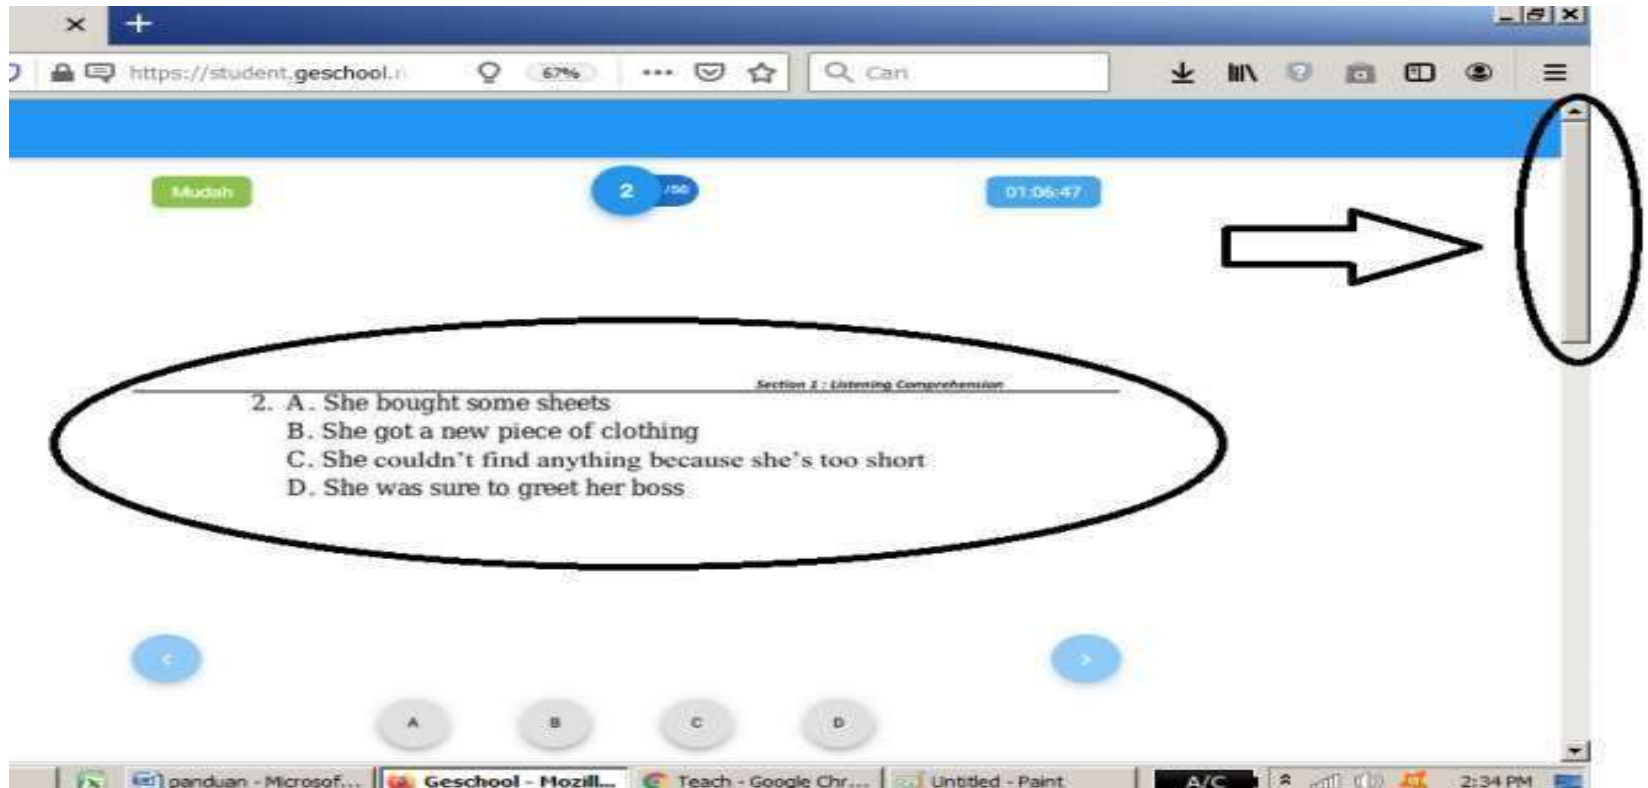 https://student.geschool.n
67%
Cari
Mudah
2 /50
01:06:47
Section 1 : Listening Comprehension
2. A. She bought some sheets
B. She got a new piece of clothing
C. She couldn't find anything because she's too short
D. She was sure to greet her boss
A B C D
panduan - Microsof...
Geschool - Mozill...
Teach - Google Chr...
Untitled - Paint
A/C
2:34 PM